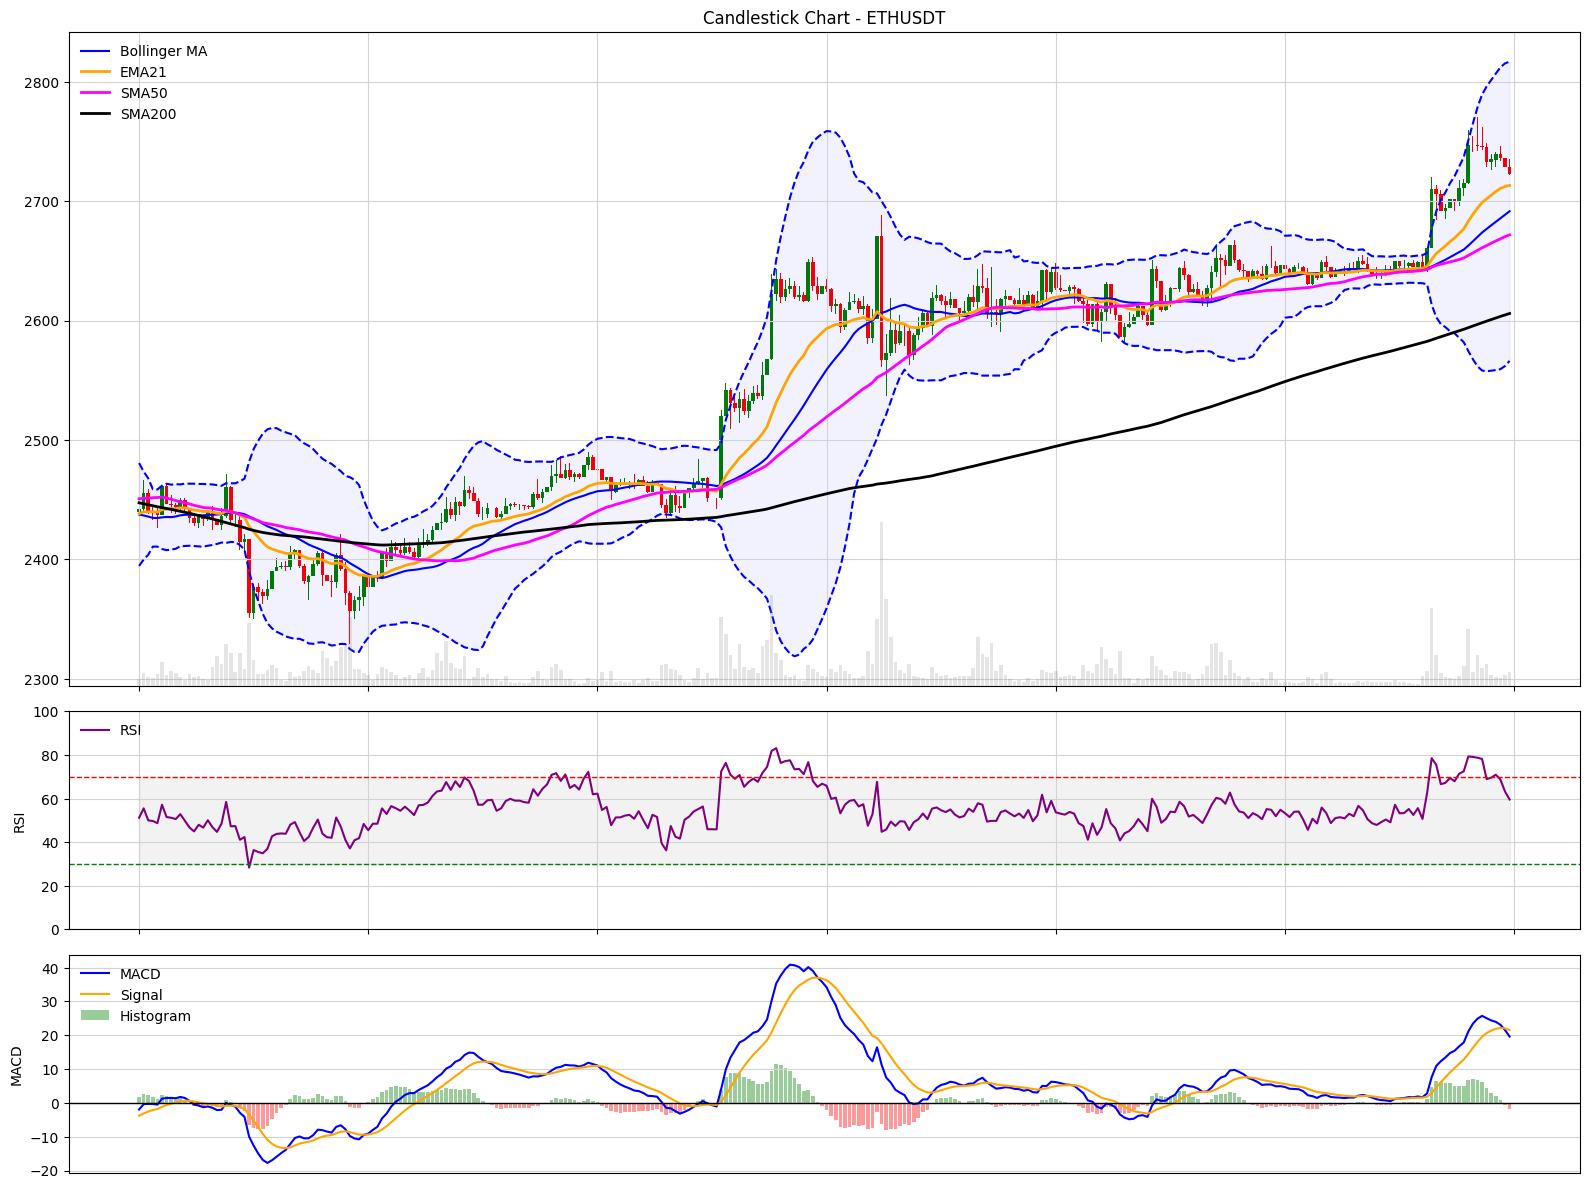 Candlestick Chart - ETHUSDT
Bollinger MA
EMA21
SMA50
SMA200
2800
2700
2600
2500
2400
2300
RSI
RSI
100
80
60
40
20
0
MACD
Signal
Histogram
MACD
40
30
20
10
0
−10
−20